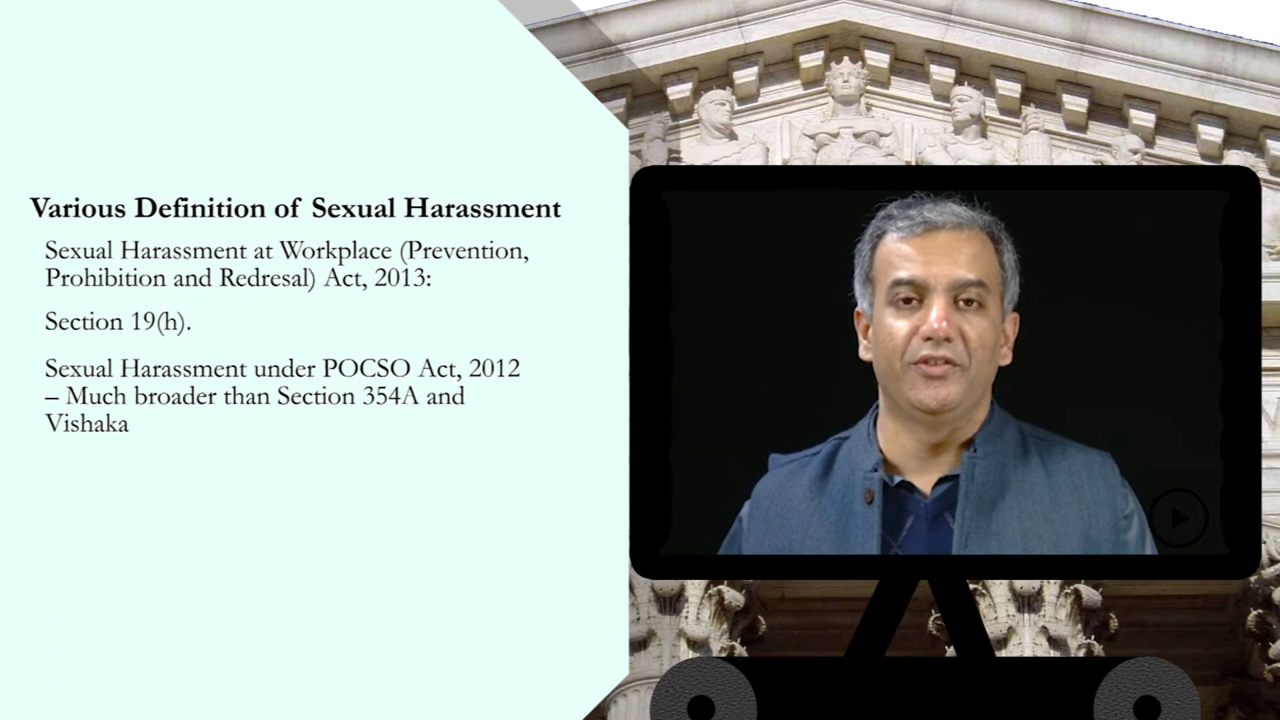 Various Definition of Sexual Harassment
Sexual Harassment at Workplace (Prevention,
Prohibition and Redresal) Act, 2013:
Section 19(h).
Sexual Harassment under POCSO Act, 2012
– Much broader than Section 354A and
Vishaka